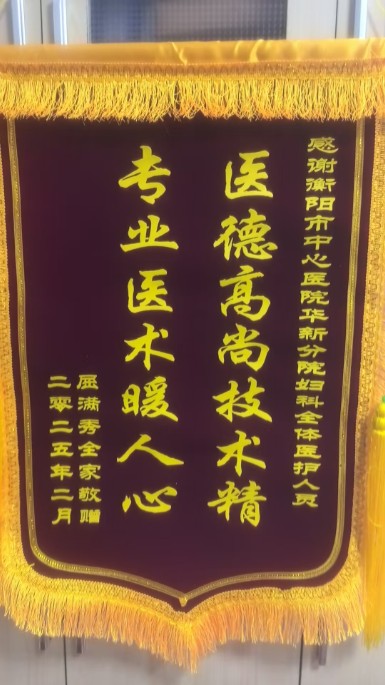 感谢衡阳市中心医院华新分院妇科全体医护人员
医德高尚技术精
专业医术暖人心
屈满秀全家敬赠
二零二五年二月